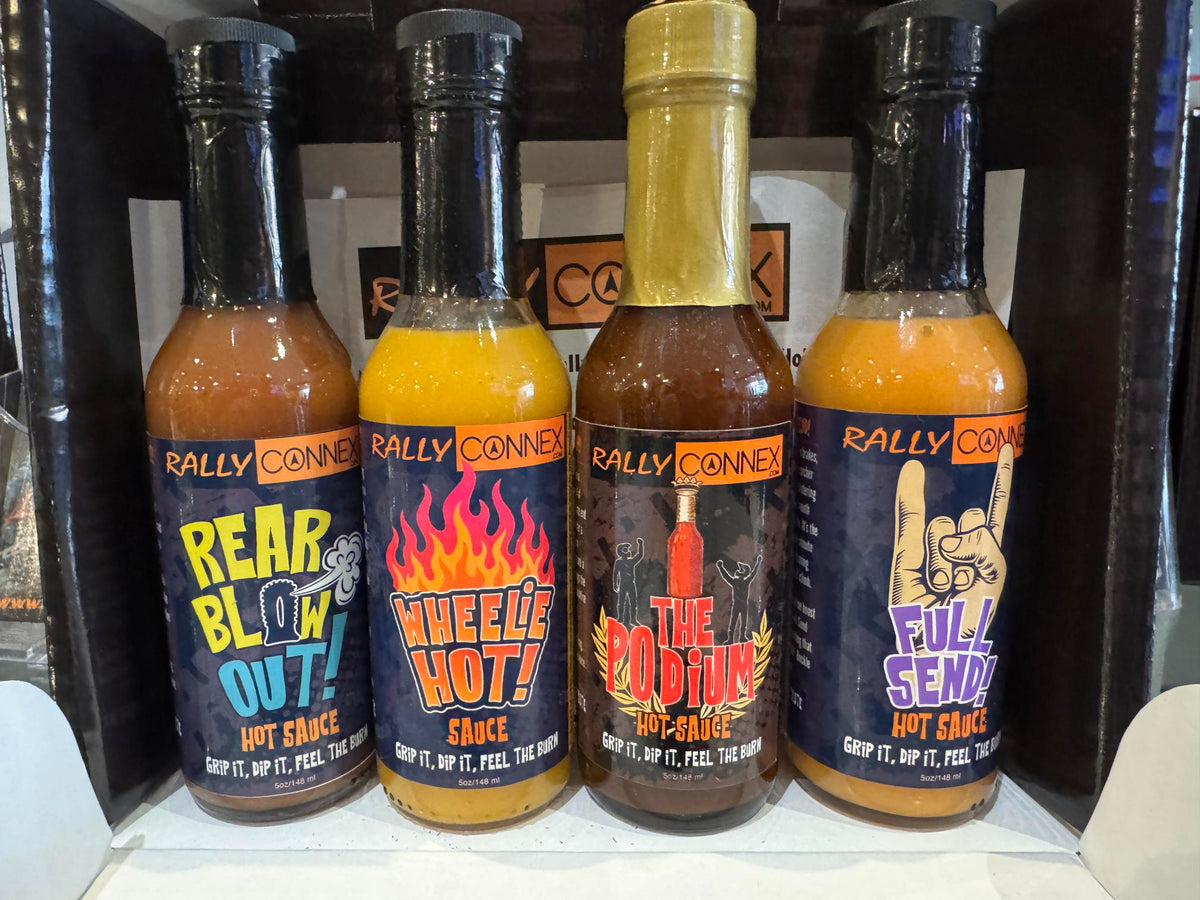 RALLY CONNEX
.COM
REAR
BLOW
OUT!
HOT SAUCE
GRIP IT, DIP IT, FEEL THE BURN
5oz/148 ml
RALLY CONNEX
.COM
WHEELIE
HOT!
SAUCE
GRIP IT, DIP IT, FEEL THE BURN
5oz/148 ml
RALLY CONNEX
.COM
THE
PODIUM
HOT SAUCE
GRIP IT, DIP IT, FEEL THE BURN
5oz/148 ml
RALLY CONNEX
FULL
SEND!
HOT SAUCE
GRIP IT, DIP IT, FEEL THE BURN
5oz/148 ml